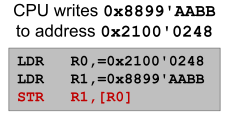 CPU writes 0x8899'AABB
to address 0x2100'0248
LDR R0,=0x2100'0248
LDR R1,=0x8899'AABB
STR R1,[R0]